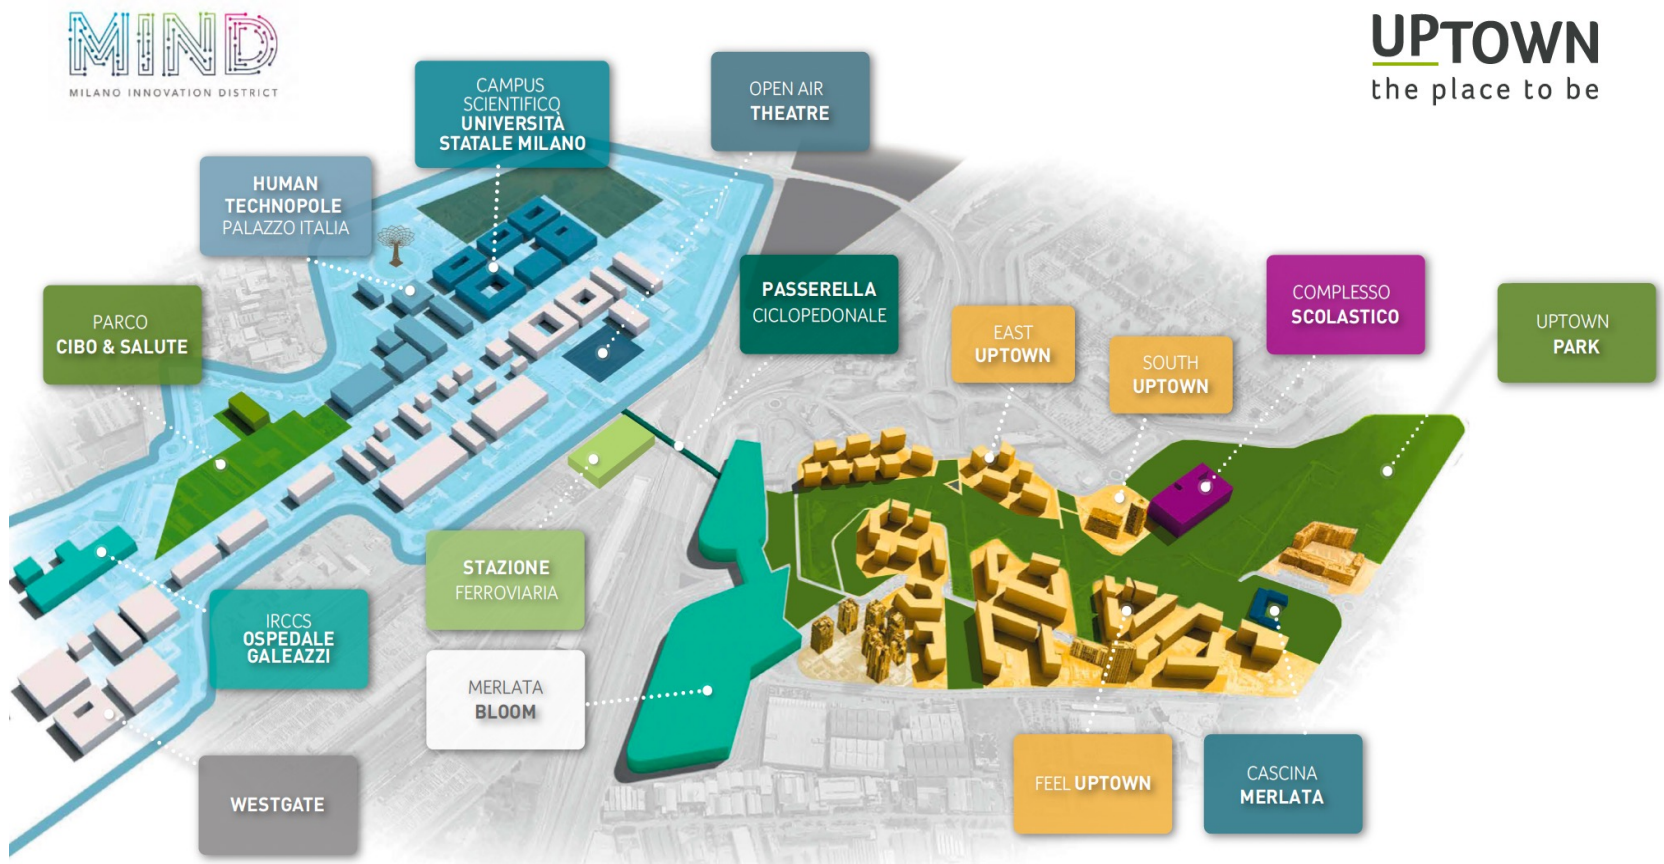 MIND
MILANO INNOVATION DISTRICT
UPTOWN
the place to be
CAMPUS
SCIENTIFICO
UNIVERSITÀ
STATALE MILANO
OPEN AIR
THEATRE
HUMAN
TECHNOPOLE
PALAZZO ITALIA
PARCO
CIBO & SALUTE
PASSERELLA
CICLOPEDONALE
EAST
UPTOWN
SOUTH
UPTOWN
COMPLESSO
SCOLASTICO
UPTOWN
PARK
STAZIONE
FERROVIARIA
IRCCS
OSPEDALE
GALEAZZI
MERLATA
BLOOM
WESTGATE
FEEL UPTOWN
CASCINA
MERLATA